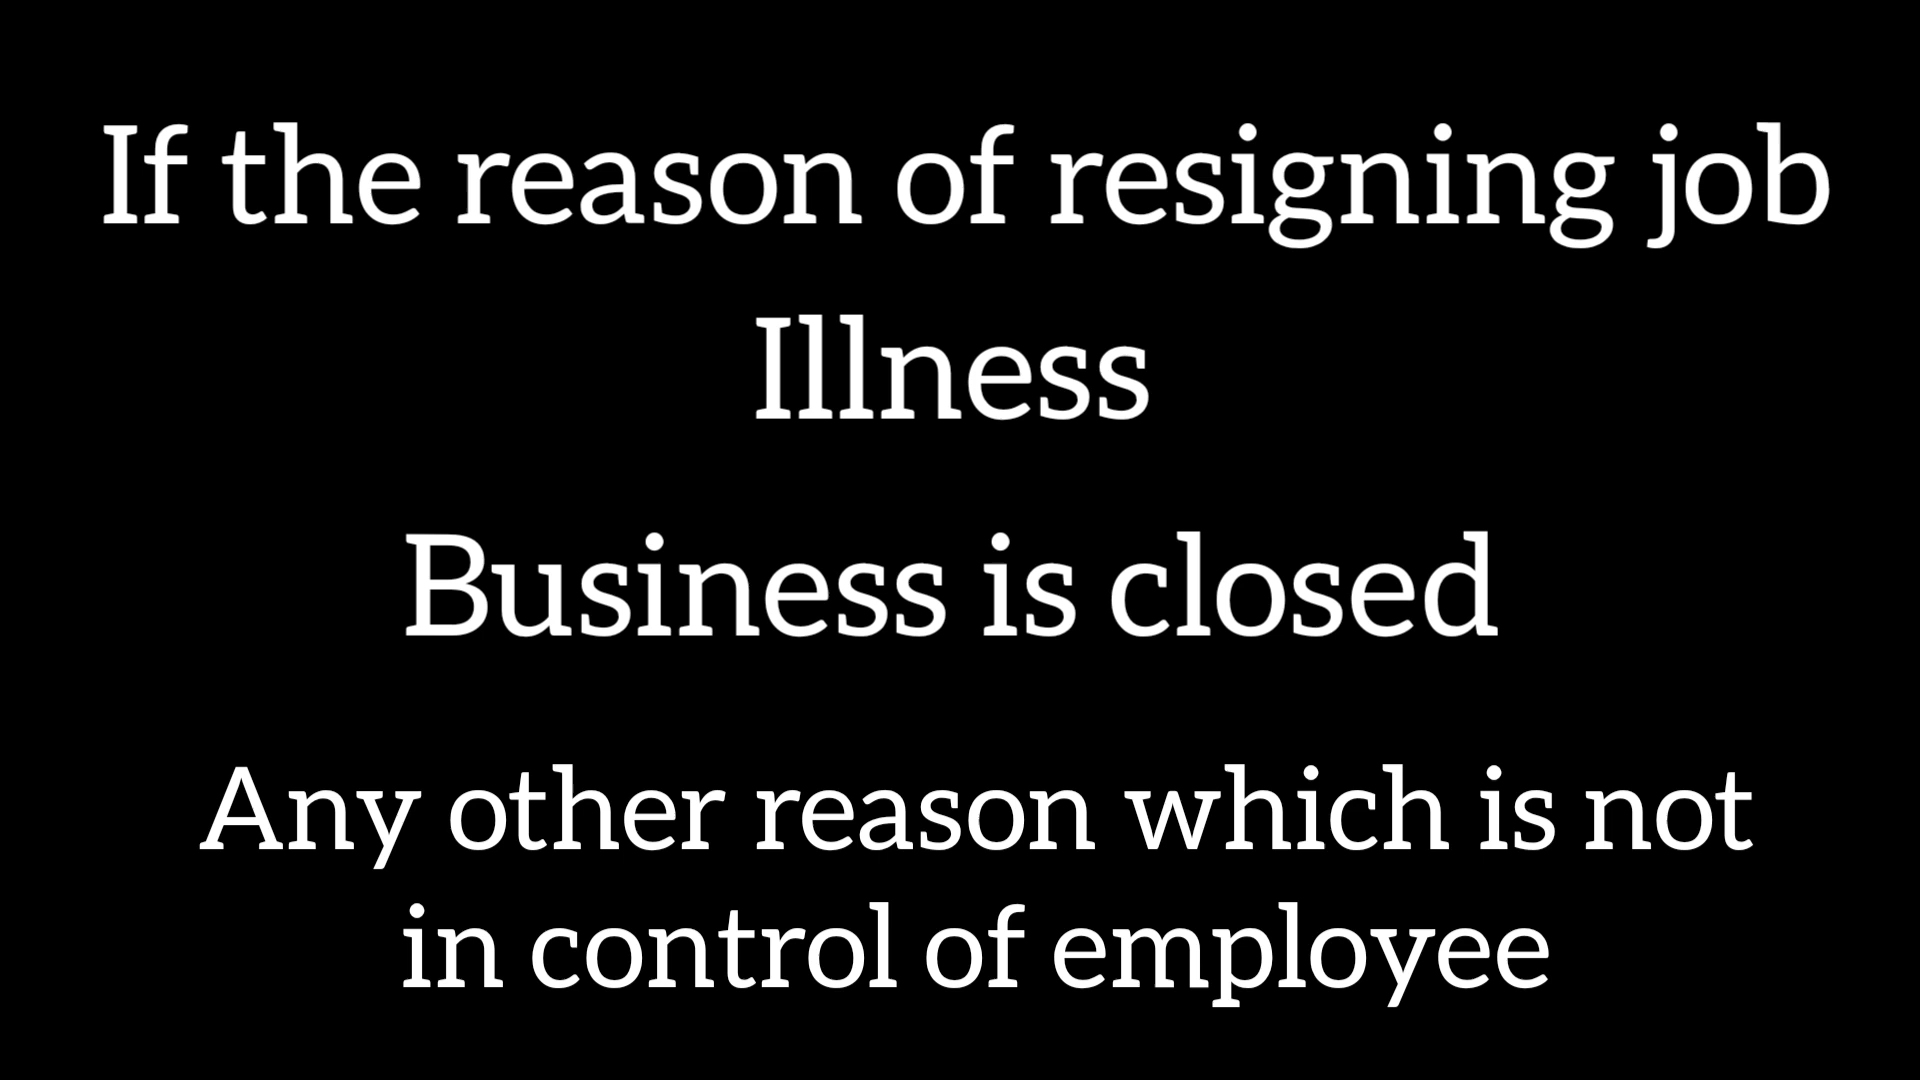 If the reason of resigning job
Illness
Business is closed
Any other reason which is not
in control of employee